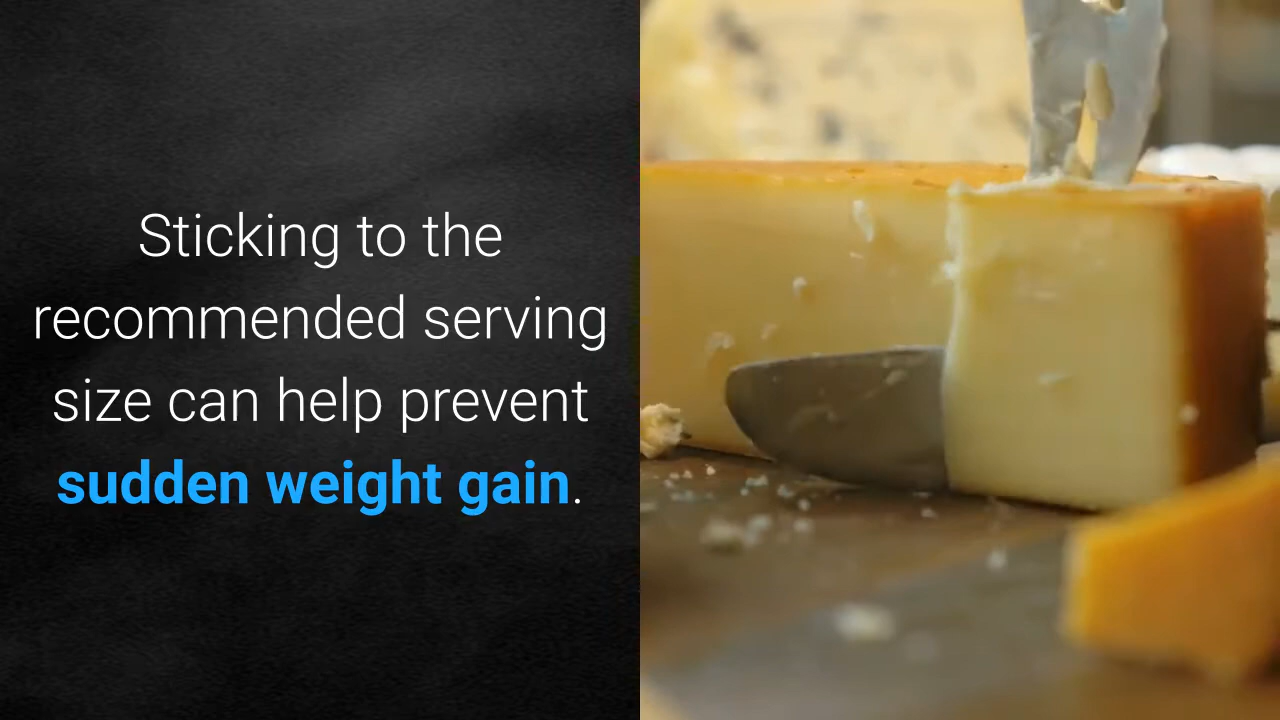 Sticking to the
recommended serving
size can help prevent
sudden weight gain.